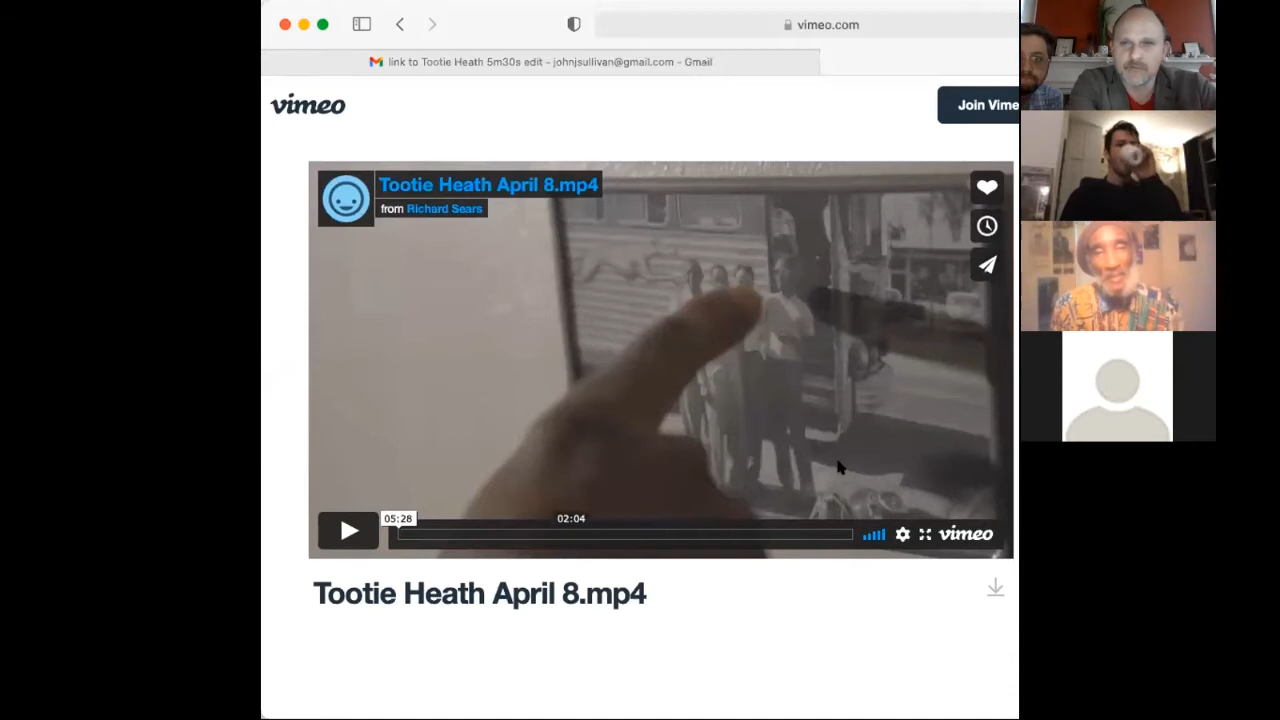 vimeo.com
link to Tootie Heath 5m30s edit - johnjsullivan@gmail.com - Gmail
vimeo
Join Vime
Tootie Heath April 8.mp4
from Richard Sears
05:28
02:04
vimeo
Tootie Heath April 8.mp4